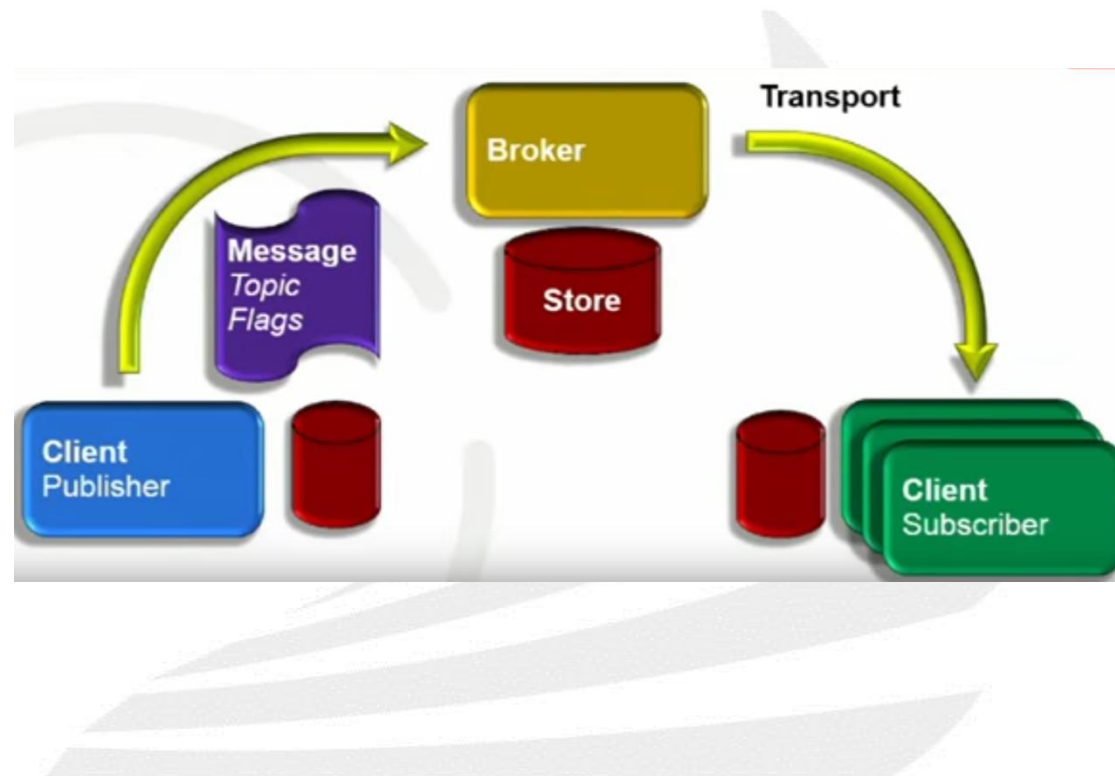 Transport
Broker
Message
Topic
Flags
Store
Client
Publisher
Client
Subscriber